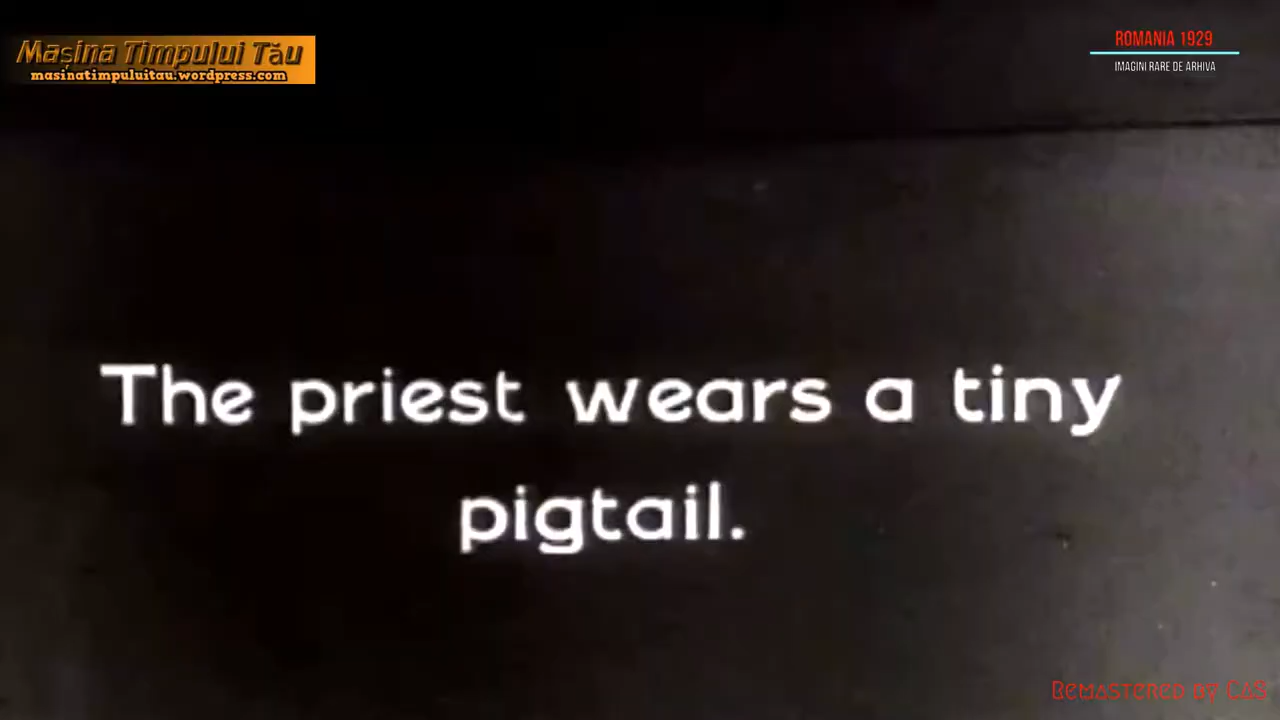 Mașina Timpului Tău
masinatimpuluitau.wordpress.com
ROMANIA 1929
IMAGINI RARE DE ARHIVA
The priest wears a tiny
pigtail.
Remastered by CAS